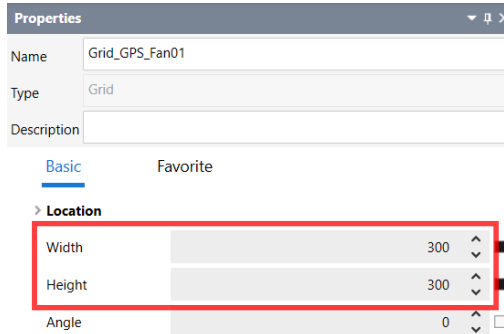 Properties
Name Grid_GPS_Fan01
Type Grid
Description
Basic Favorite
Location
Width 300
Height 300
Angle 0